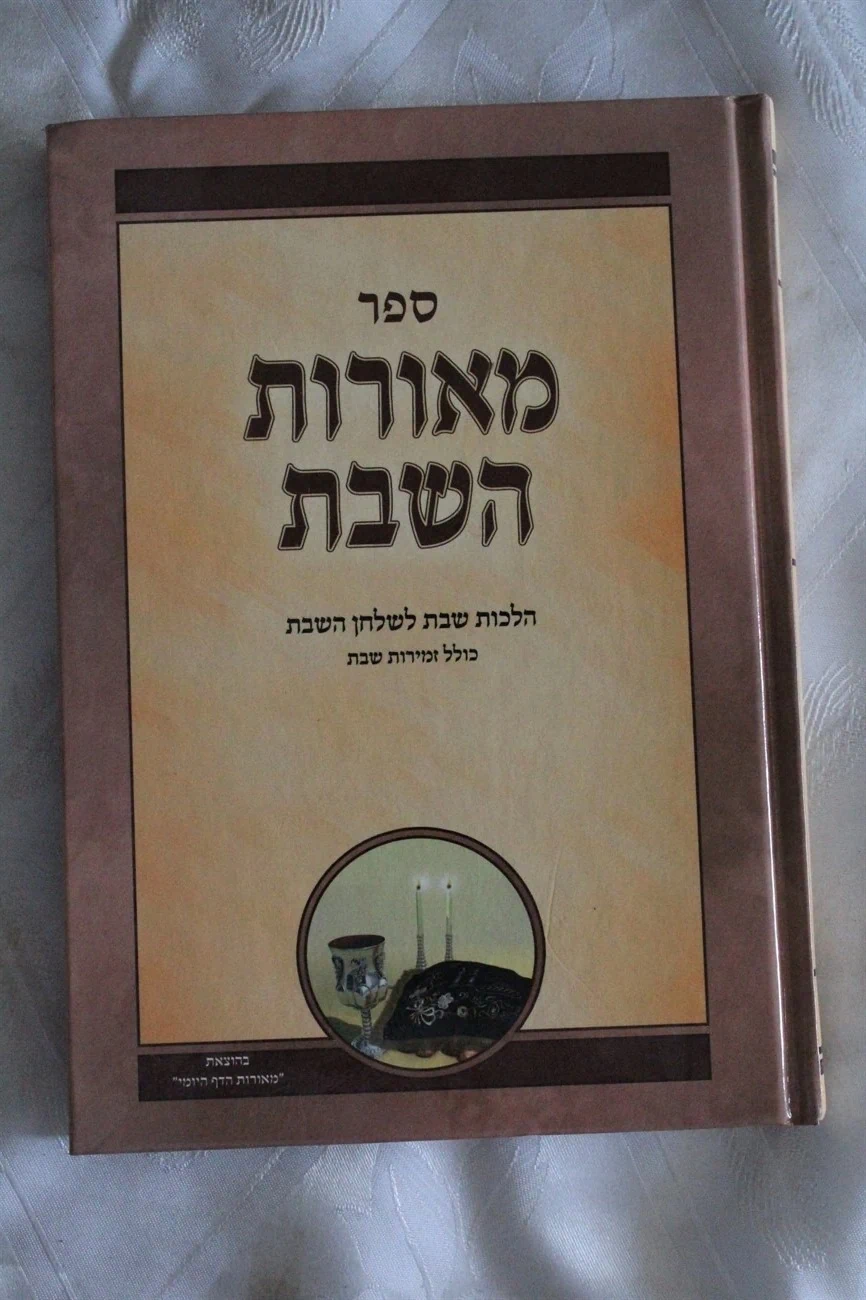 ספר
מאורות
השבת
הלכות שבת לשלחן השבת
כולל זמירות שבת
בהוצאת
"מאורות הדף היומי"